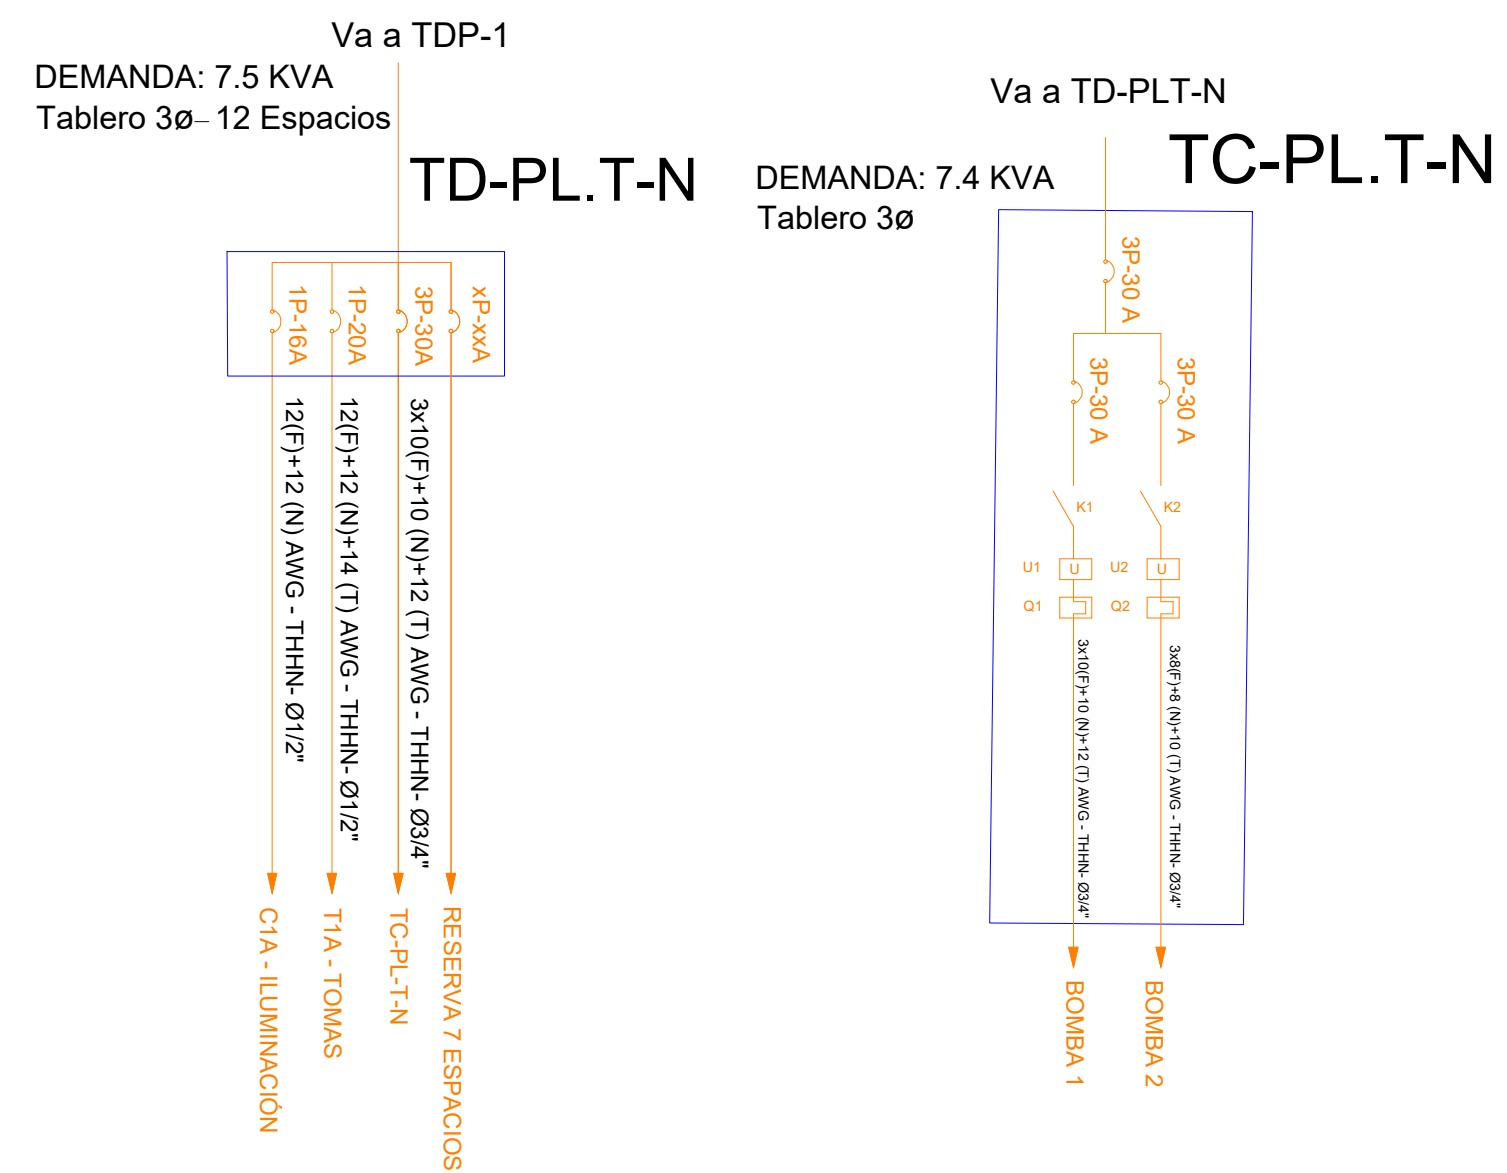 Va a TDP-1
DEMANDA: 7.5 KVA
Tablero 3ø– 12 Espacios
TD-PL.T-N
1P-16A
1P-20A
3P-30A
xP-xxA
12(F)+12 (N) AWG - THHN- Ø1/2"
12(F)+12 (N)+14 (T) AWG - THHN- Ø1/2"
3x10(F)+10 (N)+12 (T) AWG - THHN- Ø3/4"
C1A - ILUMINACIÓN
T1A - TOMAS
TC-PL-T-N
RESERVA 7 ESPACIOS
Va a TD-PLT-N
TC-PL.T-N
DEMANDA: 7.4 KVA
Tablero 3ø
3P-30 A
3P-30 A
3P-30 A
K1
K2
U1
U
U2
U
Q1
Q2
3x10(F)+10 (N)+12 (T) AWG - THHN- Ø3/4"
3x8(F)+8 (N)+10 (T) AWG - THHN- Ø3/4"
BOMBA 1
BOMBA 2